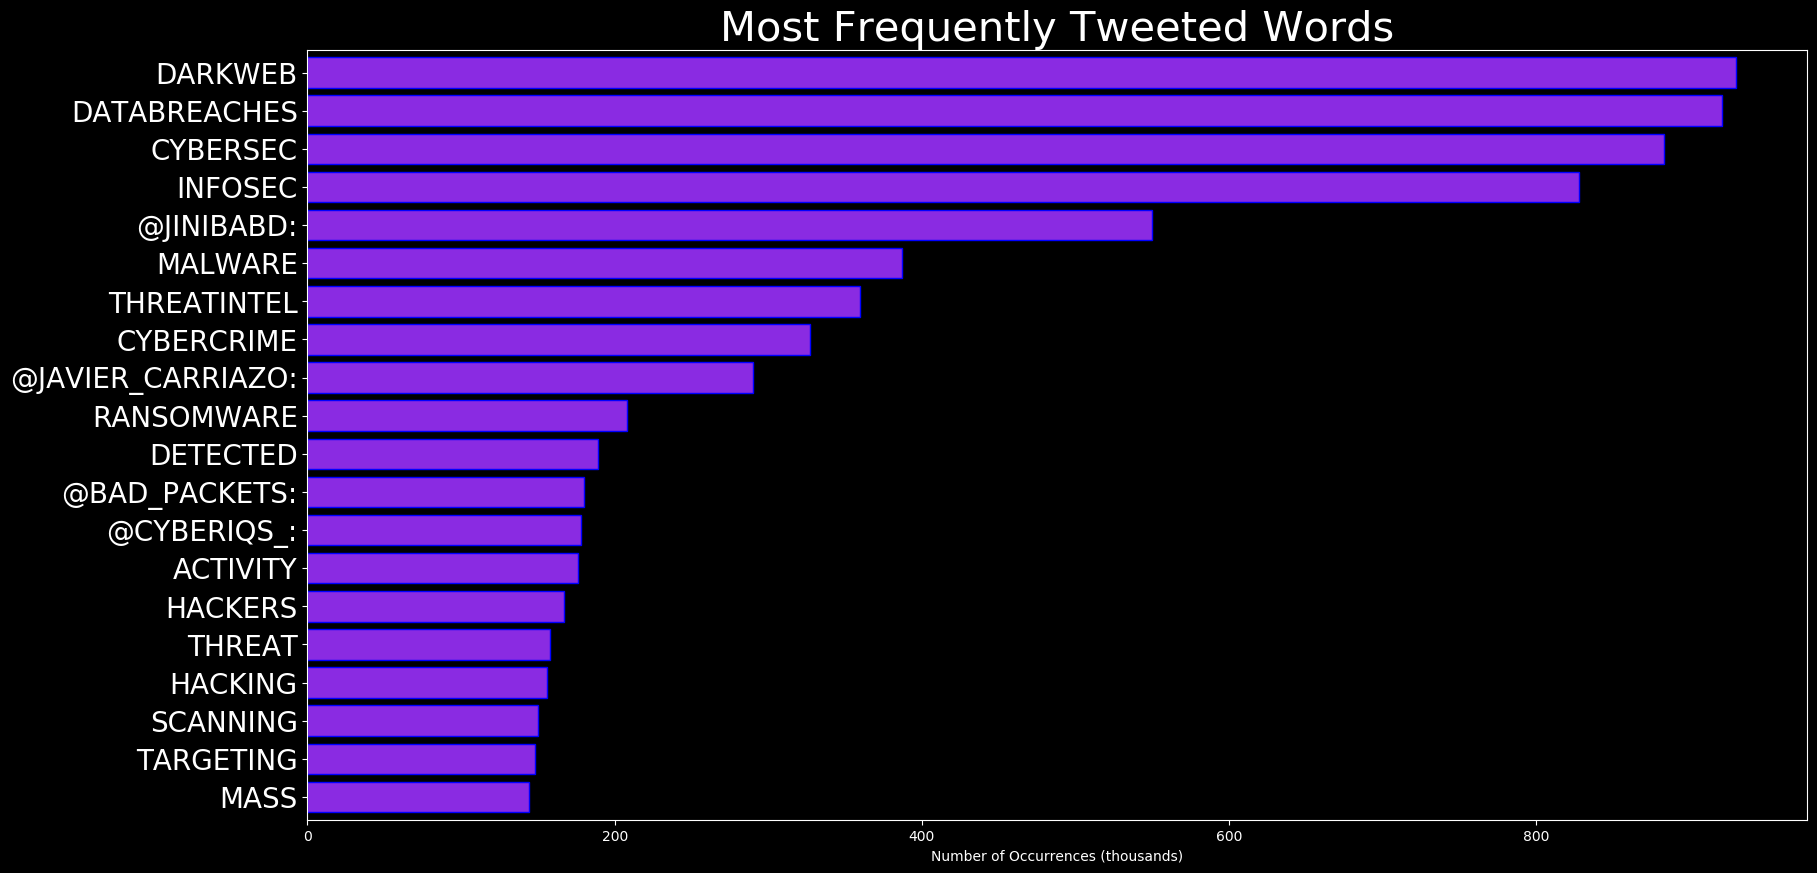 Most Frequently Tweeted Words
DARKWEB
DATABREACHES
CYBERSEC
INFOSEC
@JINIBABD:
MALWARE
THREATINTEL
CYBERCRIME
@JAVIER_CARRIAZO:
RANSOMWARE
DETECTED
@BAD_PACKETS:
@CYBERIQS_:
ACTIVITY
HACKERS
THREAT
HACKING
SCANNING
TARGETING
MASS
0 200 400 600 800
Number of Occurrences (thousands)